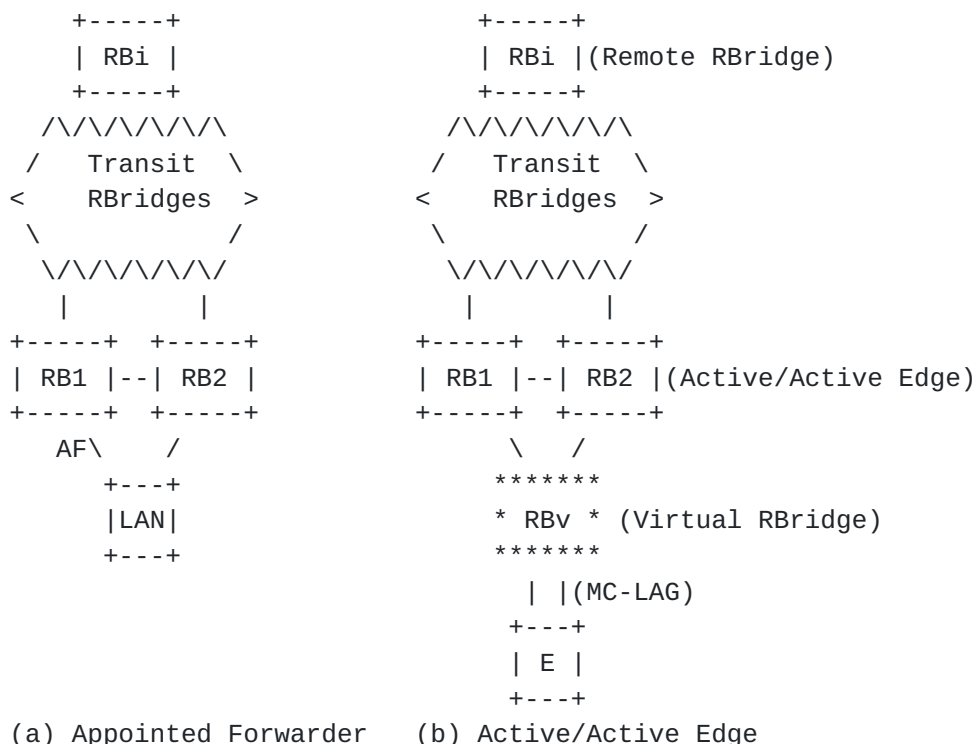 +-----+              +-----+
    | RBi |              | RBi |(Remote RBridge)
    +-----+              +-----+
  /\/\/\/\/\           /\/\/\/\/\
 /   Transit  \       /   Transit  \
<    RBridges  >     <    RBridges  >
 \            /       \            /
  \/\/\/\/\/           \/\/\/\/\/
   |       |            |       |
+-----+  +-----+     +-----+  +-----+
| RB1 |--| RB2 |     | RB1 |--| RB2 |(Active/Active Edge)
+-----+  +-----+     +-----+  +-----+
   AF\    /               \   /
      +---+              *******
      |LAN|              * RBv * (Virtual RBridge)
      +---+              *******
                           | |(MC-LAG)
                          +---+
                          | E |
                          +---+
(a) Appointed Forwarder   (b) Active/Active Edge